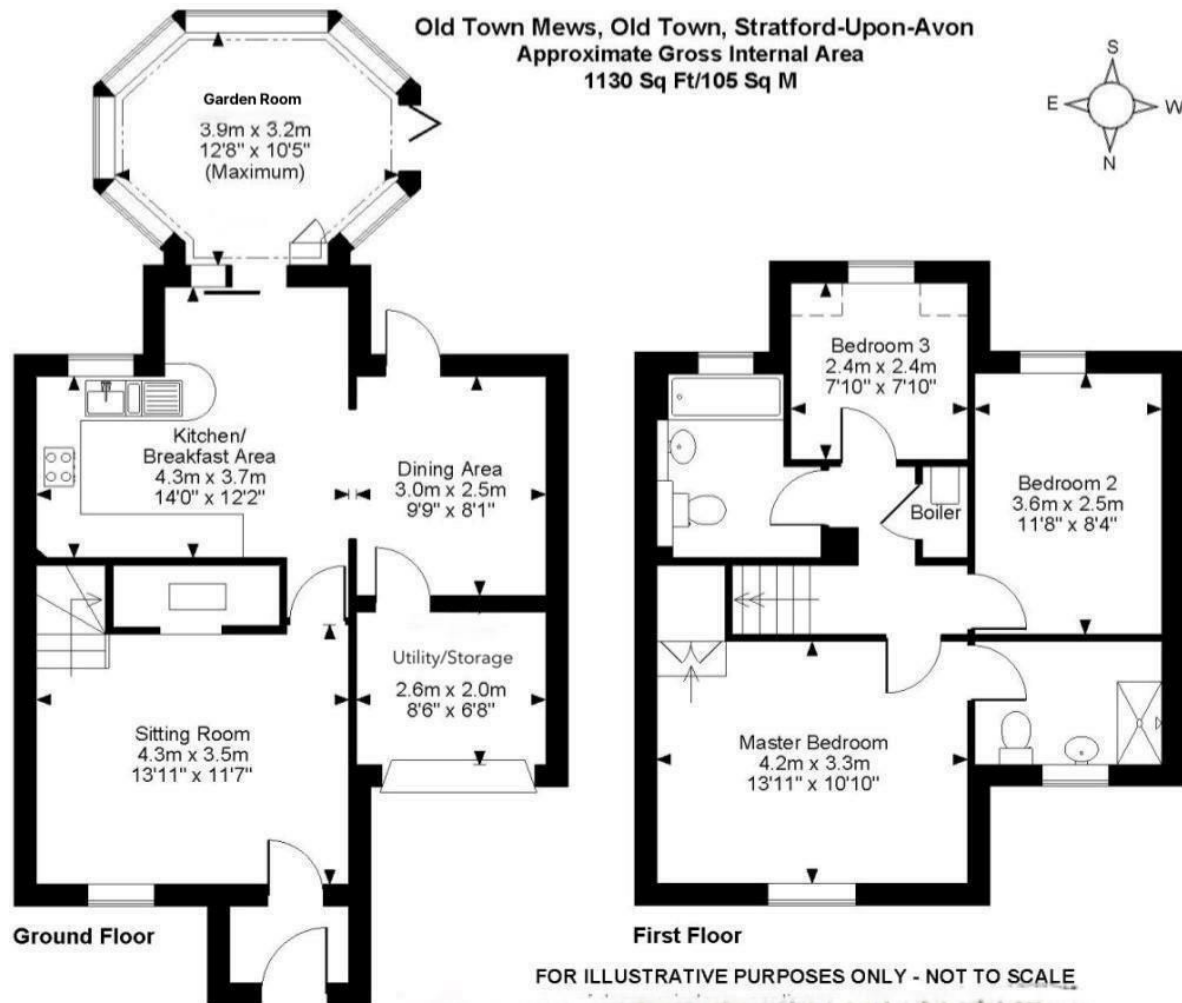 Old Town Mews, Old Town, Stratford-Upon-Avon
Approximate Gross Internal Area
1130 Sq Ft/105 Sq M
S
E
W
N
Garden Room
3.9m x 3.2m
12'8" x 10'5"
(Maximum)
Kitchen/
Breakfast Area
4.3m x 3.7m
14'0" x 12'2"
Dining Area
3.0m x 2.5m
9'9" x 8'1"
Utility/Storage
2.6m x 2.0m
8'6" x 6'8"
Sitting Room
4.3m x 3.5m
13'11" x 11'7"
Ground Floor
Bedroom 3
2.4m x 2.4m
7'10" x 7'10"
Bedroom 2
3.6m x 2.5m
11'8" x 8'4"
Boiler
Master Bedroom
4.2m x 3.3m
13'11" x 10'10"
First Floor
FOR ILLUSTRATIVE PURPOSES ONLY - NOT TO SCALE